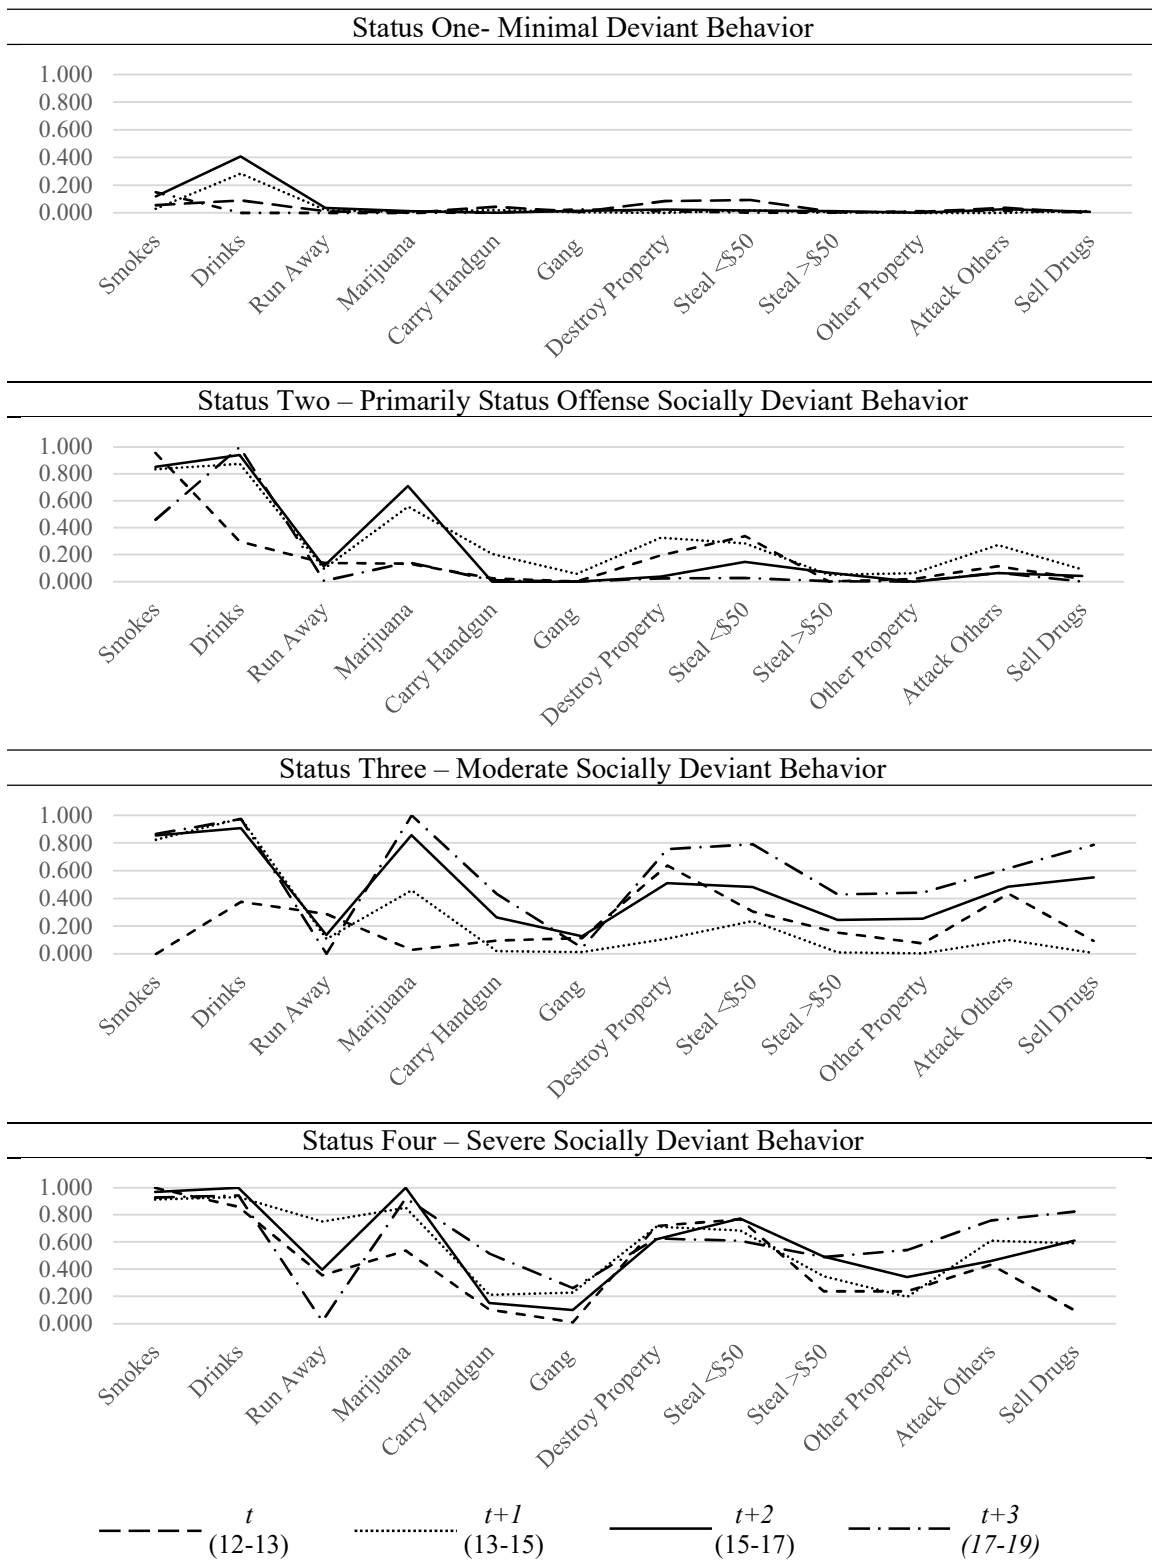 Status One- Minimal Deviant Behavior
1.000
0.800
0.600
0.400
0.200
0.000
Smokes
Drinks
Run Away
Marijuana
Carry Handgun
Gang
Destroy Property
Steal <$50
Steal >$50
Other Property
Attack Others
Sell Drugs
Status Two – Primarily Status Offense Socially Deviant Behavior
1.000
0.800
0.600
0.400
0.200
0.000
Smokes
Drinks
Run Away
Marijuana
Carry Handgun
Gang
Destroy Property
Steal <$50
Steal >$50
Other Property
Attack Others
Sell Drugs
Status Three – Moderate Socially Deviant Behavior
1.000
0.800
0.600
0.400
0.200
0.000
Smokes
Drinks
Run Away
Marijuana
Carry Handgun
Gang
Destroy Property
Steal <$50
Steal >$50
Other Property
Attack Others
Sell Drugs
Status Four – Severe Socially Deviant Behavior
1.000
0.800
0.600
0.400
0.200
0.000
Smokes
Drinks
Run Away
Marijuana
Carry Handgun
Gang
Destroy Property
Steal <$50
Steal >$50
Other Property
Attack Others
Sell Drugs
t t+1 t+2 t+3
(12-13) (13-15) (15-17) (17-19)